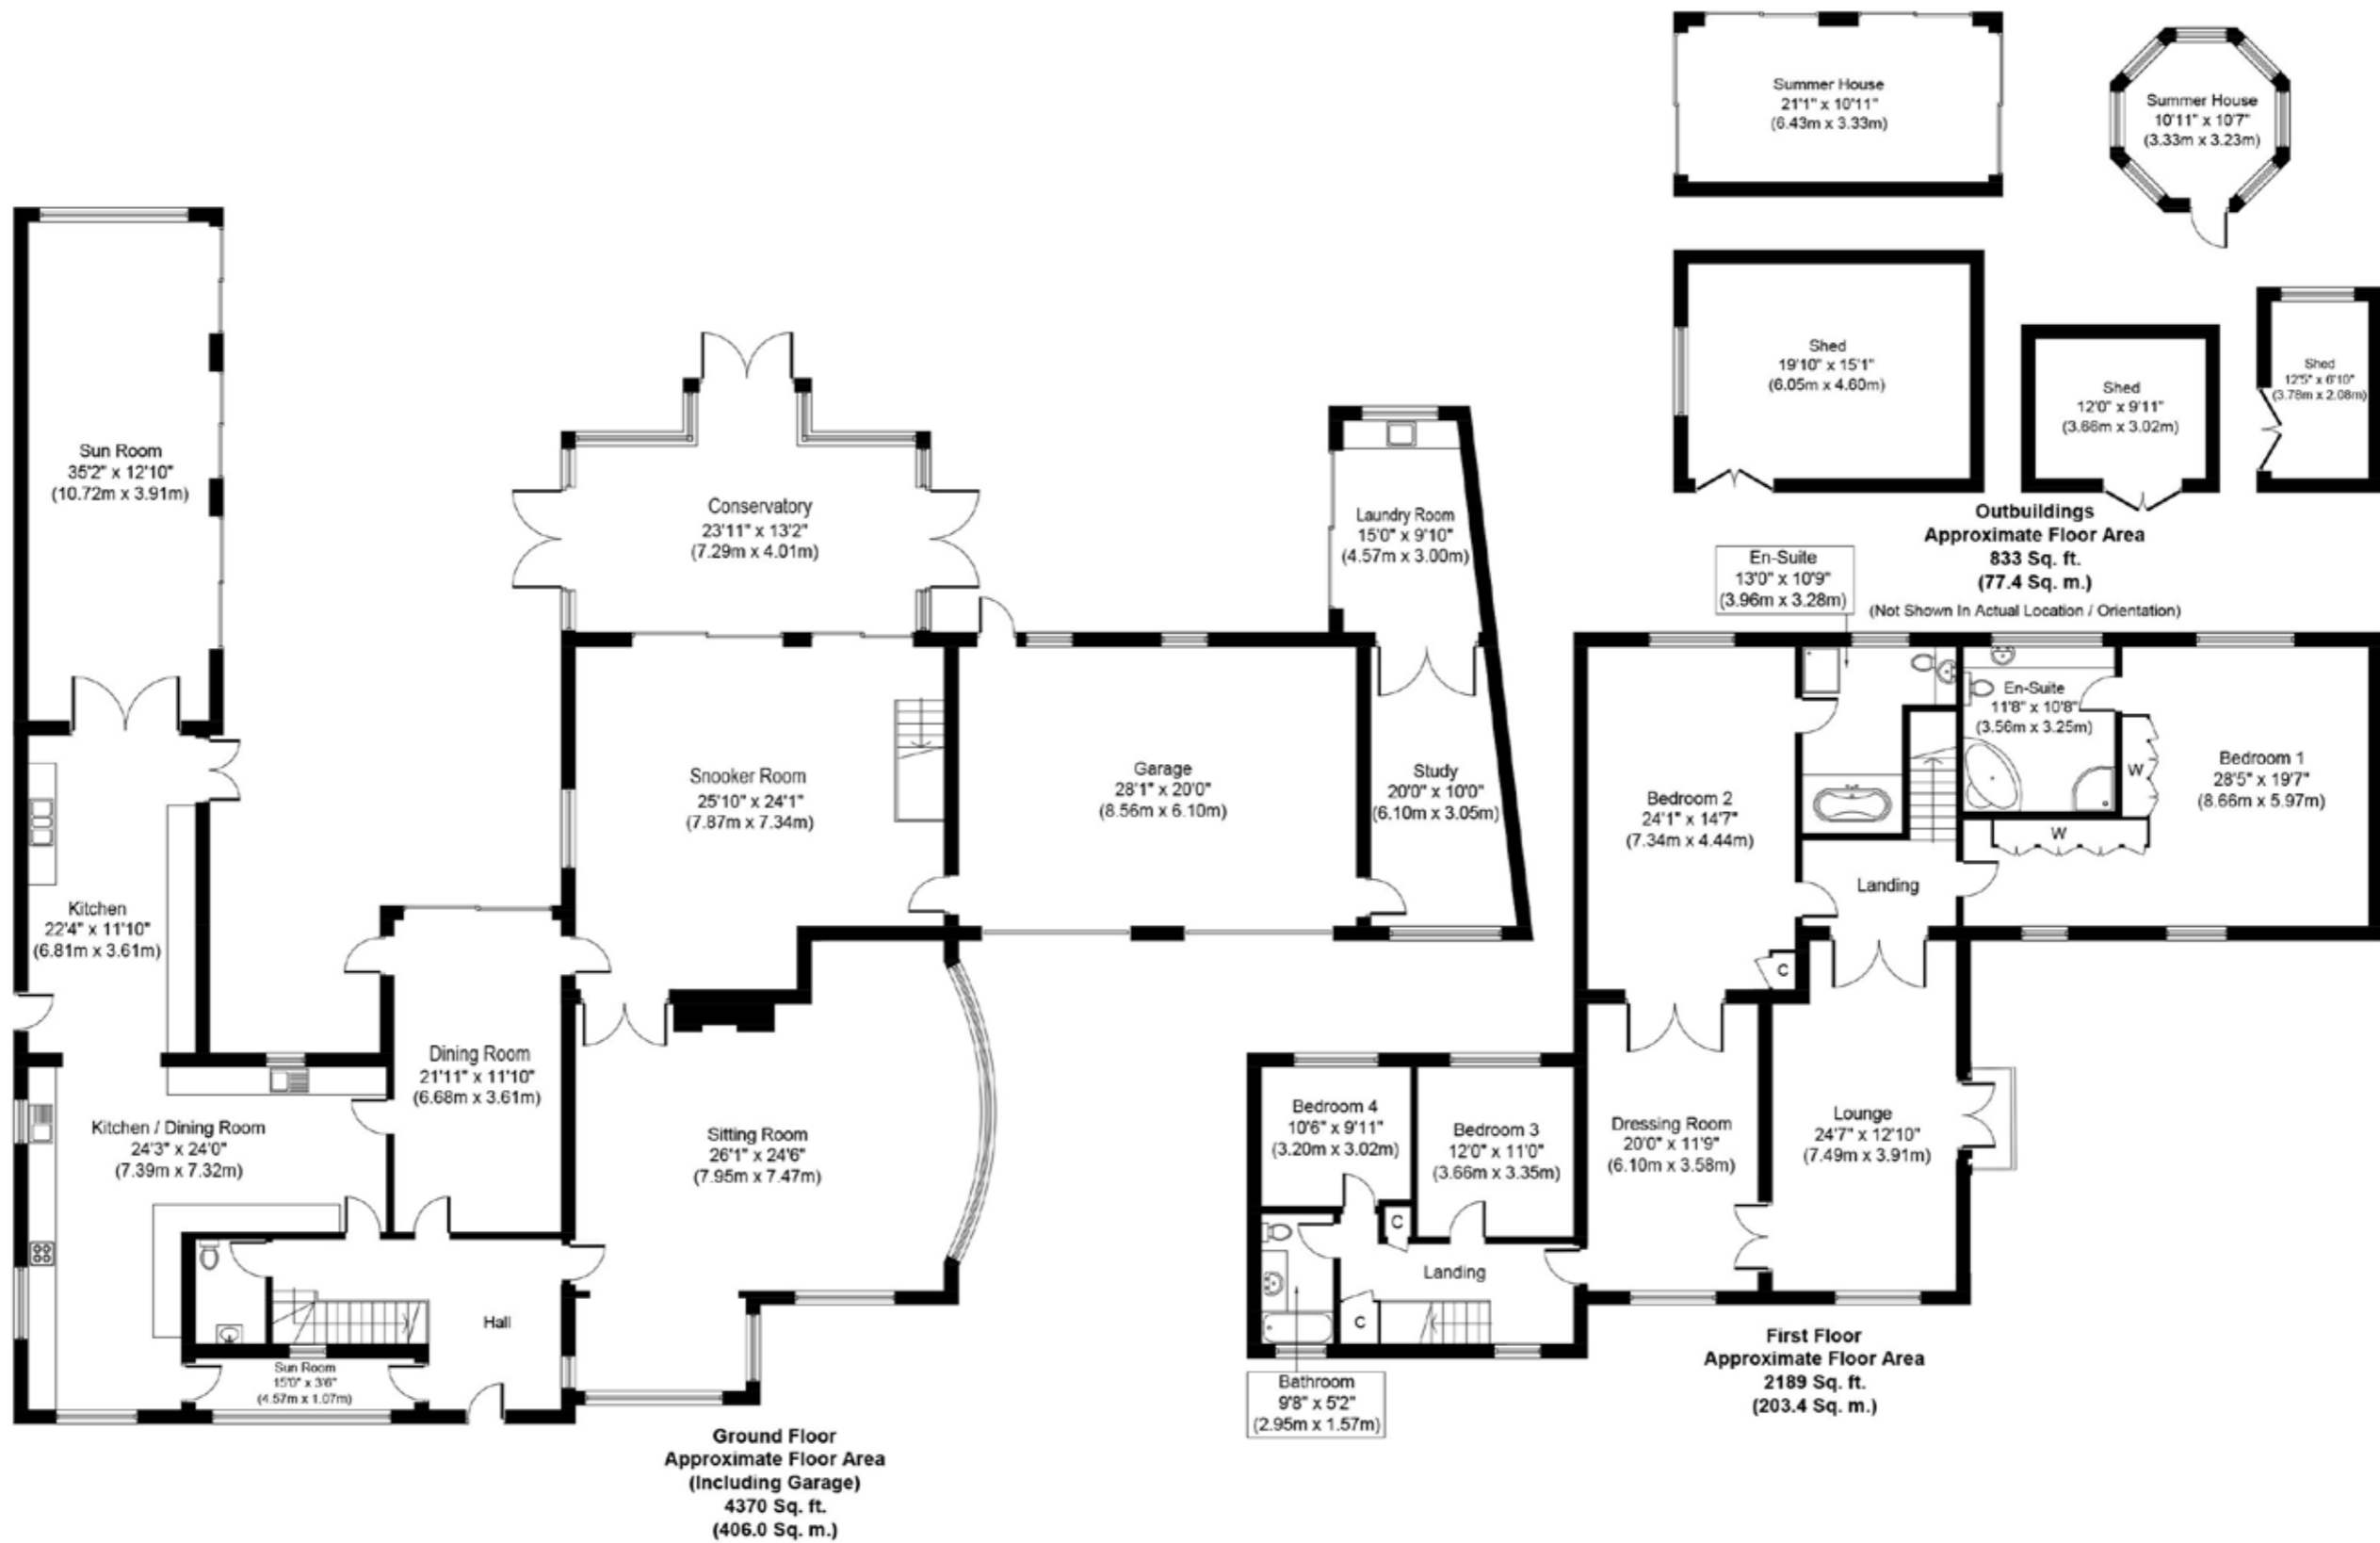 Summer House
21'1" x 10'11"
(6.43m x 3.33m)
Summer House
10'11" x 10'7"
(3.33m x 3.23m)
Shed
19'10" x 15'1"
(6.05m x 4.60m)
Shed
12'0" x 9'11"
(3.66m x 3.02m)
Shed
12'5" x 6'10"
(3.78m x 2.08m)
Outbuildings
Approximate Floor Area
833 Sq. ft.
(77.4 Sq. m.)
(Not Shown In Actual Location / Orientation)
Sun Room
35'2" x 12'10"
(10.72m x 3.91m)
Conservatory
23'11" x 13'2"
(7.29m x 4.01m)
Laundry Room
15'0" x 9'10"
(4.57m x 3.00m)
Snooker Room
25'10" x 24'1"
(7.87m x 7.34m)
Garage
28'1" x 20'0"
(8.56m x 6.10m)
Study
20'0" x 10'0"
(6.10m x 3.05m)
Kitchen
22'4" x 11'10"
(6.81m x 3.61m)
Dining Room
21'11" x 11'10"
(6.68m x 3.61m)
Kitchen / Dining Room
24'3" x 24'0"
(7.39m x 7.32m)
Sitting Room
26'1" x 24'6"
(7.95m x 7.47m)
Hall
Sun Room
15'0" x 3'6"
(4.57m x 1.07m)
Ground Floor
Approximate Floor Area
(Including Garage)
4370 Sq. ft.
(406.0 Sq. m.)
En-Suite
13'0" x 10'9"
(3.96m x 3.28m)
En-Suite
11'8" x 10'8"
(3.56m x 3.25m)
W
Bedroom 1
28'5" x 19'7"
(8.66m x 5.97m)
Bedroom 2
24'1" x 14'7"
(7.34m x 4.44m)
W
Landing
C
Bedroom 4
10'6" x 9'11"
(3.20m x 3.02m)
Bedroom 3
12'0" x 11'0"
(3.66m x 3.35m)
Dressing Room
20'0" x 11'9"
(6.10m x 3.58m)
Lounge
24'7" x 12'10"
(7.49m x 3.91m)
C
Landing
C
Bathroom
9'8" x 5'2"
(2.95m x 1.57m)
First Floor
Approximate Floor Area
2189 Sq. ft.
(203.4 Sq. m.)